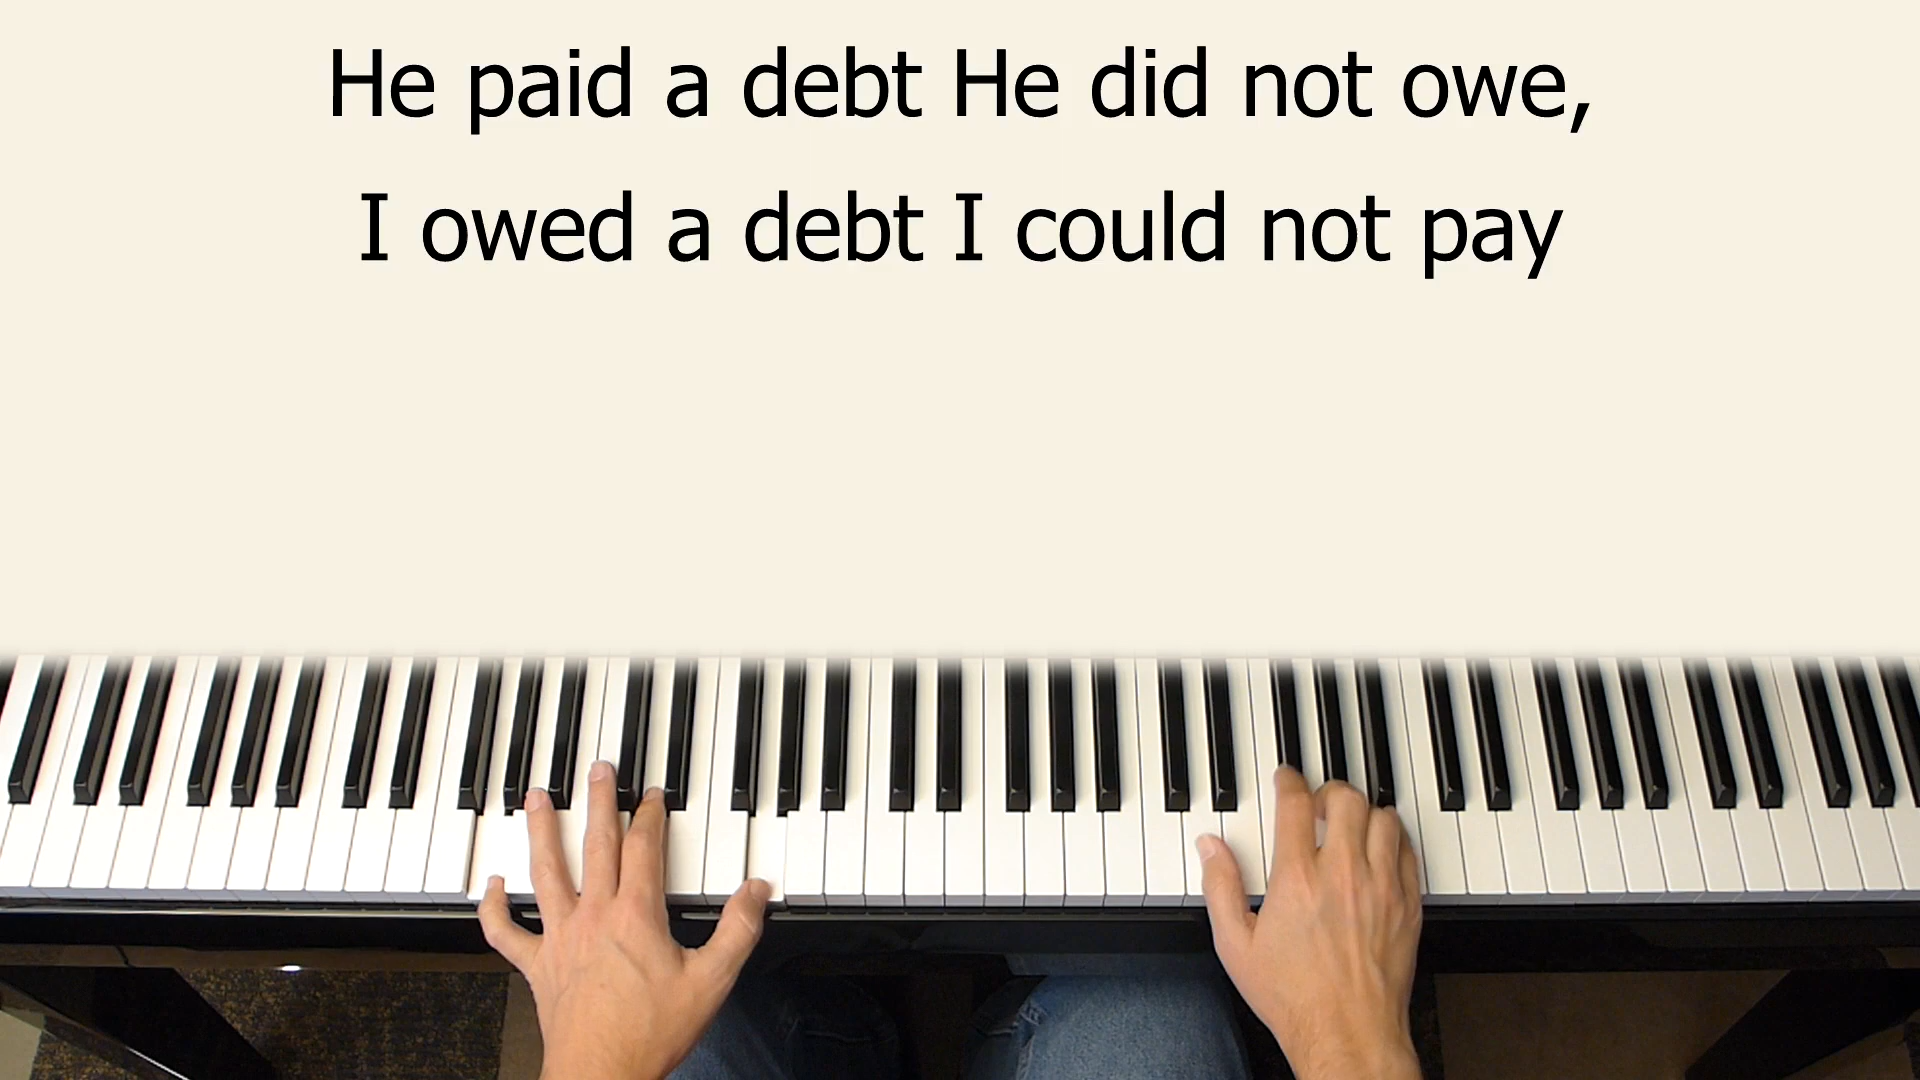 He paid a debt He did not owe,
I owed a debt I could not pay